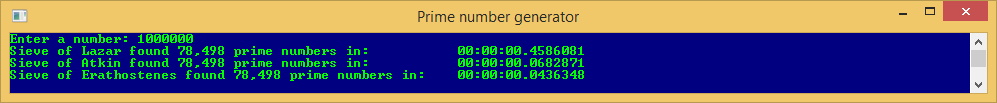 Prime number generator
Enter a number: 1000000
Sieve of Lazar found 78,498 prime numbers in: 00:00:00.4586081
Sieve of Atkin found 78,498 prime numbers in: 00:00:00.0682871
Sieve of Erathostenes found 78,498 prime numbers in: 00:00:00.0436348